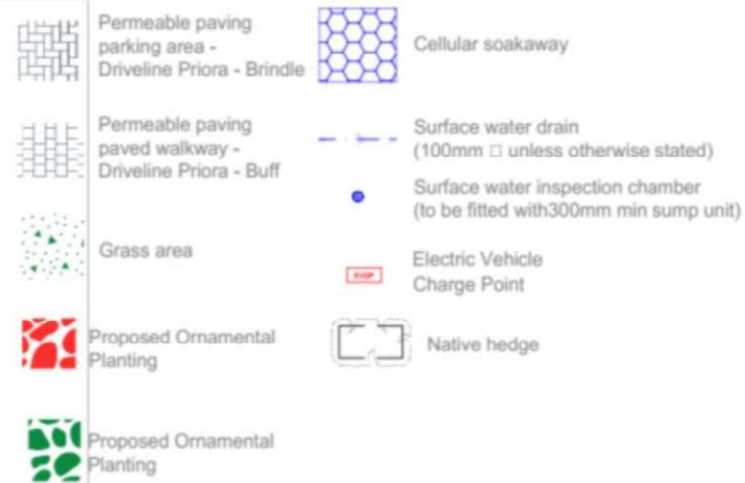 Permeable paving
parking area -
Driveline Priora - Brindle
Permeable paving
paved walkway -
Driveline Priora - Buff
Grass area
Proposed Ornamental
Planting
Proposed Ornamental
Planting
Cellular soakaway
Surface water drain
(100mm □ unless otherwise stated)
Surface water inspection chamber
(to be fitted with300mm min sump unit)
EVCP
Electric Vehicle
Charge Point
Native hedge